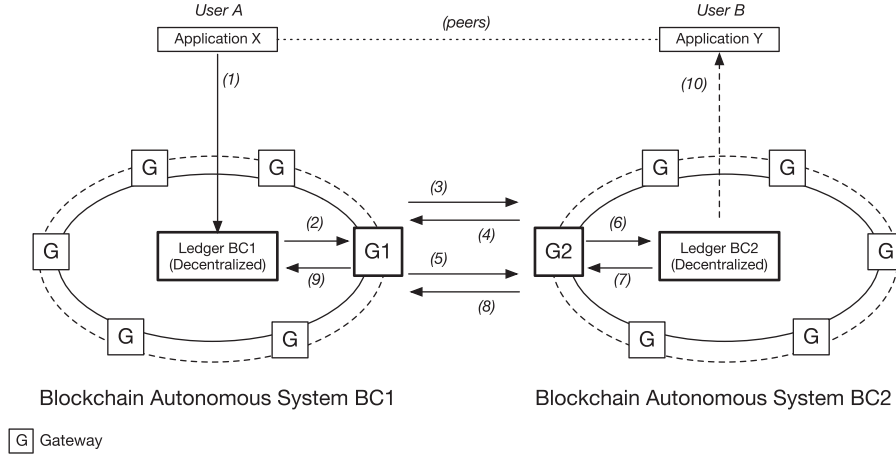 User A
User B
(peers)
Application X
Application Y
(1)
(10)
G
G
G
G
(3)
(2)
(4)
(6)
G
Ledger BC1
(Decentralized)
G1
G2
Ledger BC2
(Decentralized)
G
(9)
(5)
(7)
(8)
G
G
G
G
Blockchain Autonomous System BC1
Blockchain Autonomous System BC2
G Gateway